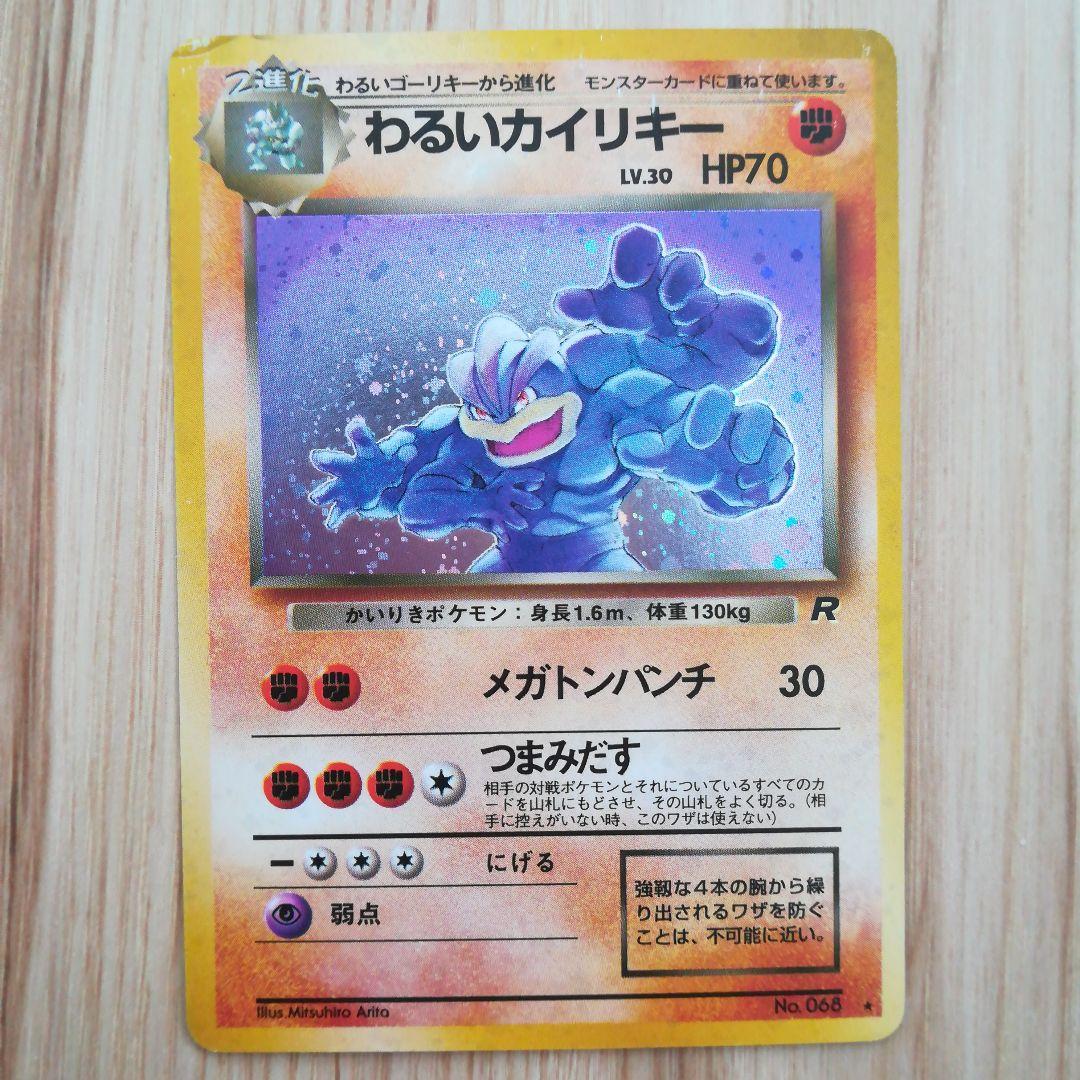 2進化 わるいゴーリキーから進化 モンスターカードに重ねて使います。
わるいカイリキー
LV.30 HP70
かいりきポケモン：身長1.6m、体重130kg R
メガトンパンチ 30
つまみだす
相手の対戦ポケモンとそれについているすべてのカ
ードを山札にもどさせ、その山札をよく切る。（相
手に控えがいない時、このワザは使えない）
ー にげる
弱点
強靱な4本の腕から繰
り出されるワザを防ぐ
ことは、不可能に近い。
Illus.Mitsuhiro Arita
No. 068 ★